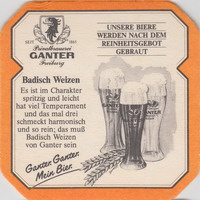 SEIT 1865
Privatbrauerei
GANTER
Freiburg
UNSERE BIERE
WERDEN NACH DEM
REINHEITSGEBOT
GEBRAUT
Badisch Weizen
Es ist im Charakter
spritzig und leicht
hat viel Temperament
und das mal drei
schmeckt harmonisch
und so rein; das muß
Badisch Weizen
von Ganter sein
Ganter. Ganter.
Mein Bier.